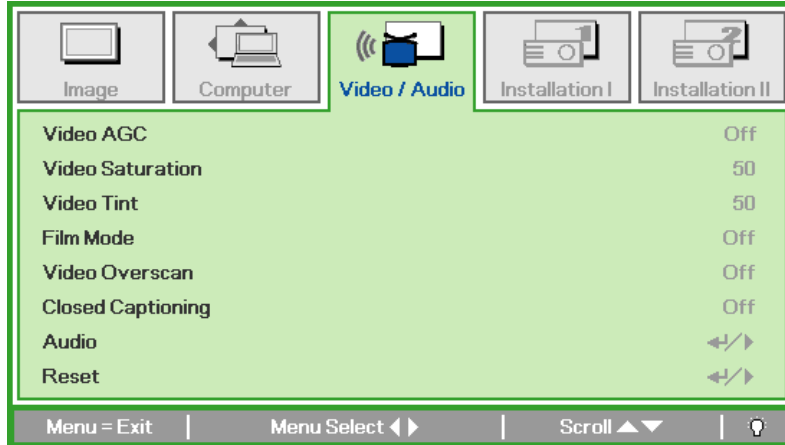 Image Computer Video / Audio Installation I Installation II
Video AGC Off
Video Saturation 50
Video Tint 50
Film Mode Off
Video Overscan Off
Closed Captioning Off
Audio
Reset
Menu = Exit Menu Select Scroll